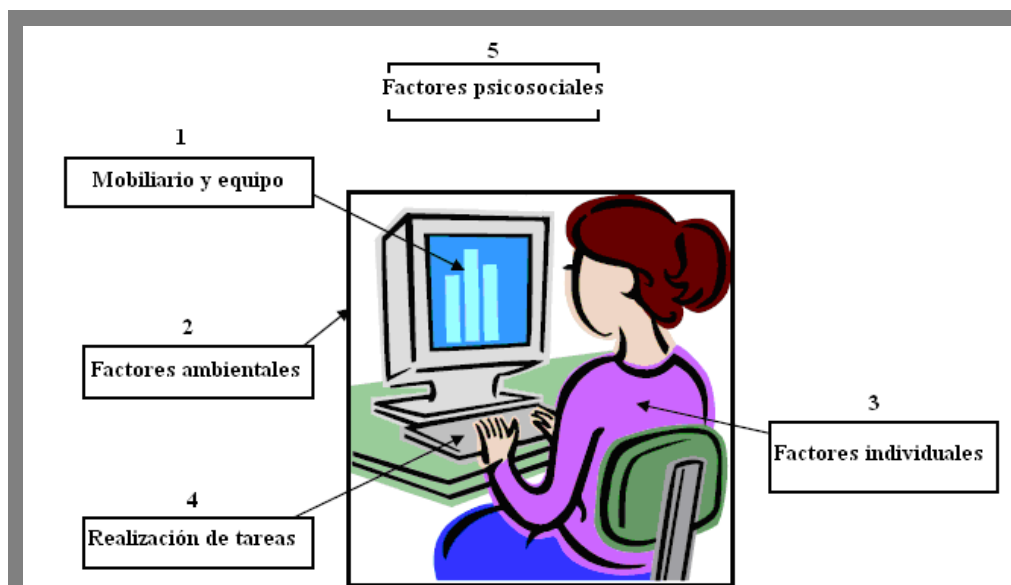 5
Factores psicosociales
1
Mobiliario y equipo
2
Factores ambientales
3
Factores individuales
4
Realización de tareas